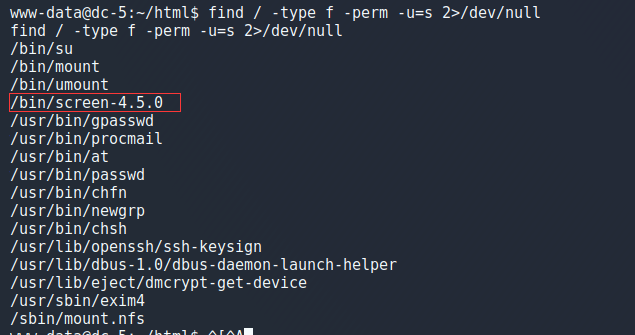 www-data@dc-5:~/html$ find / -type f -perm -u=s 2>/dev/null
find / -type f -perm -u=s 2>/dev/null
/bin/su
/bin/mount
/bin/umount
/bin/screen-4.5.0
/usr/bin/gpasswd
/usr/bin/procmail
/usr/bin/at
/usr/bin/passwd
/usr/bin/chfn
/usr/bin/newgrp
/usr/bin/chsh
/usr/lib/openssh/ssh-keysign
/usr/lib/dbus-1.0/dbus-daemon-launch-helper
/usr/lib/eject/dmcrypt-get-device
/usr/sbin/exim4
/sbin/mount.nfs
www-data@dc-5:~/html$ ^[^A